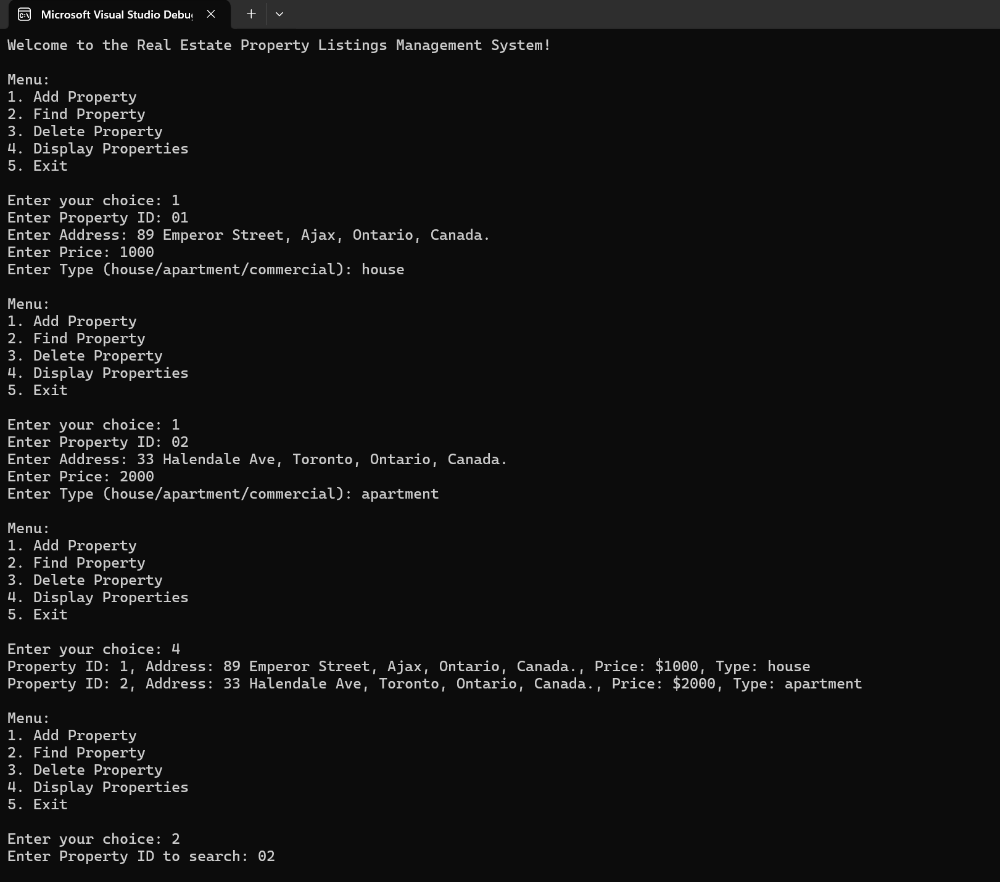 Microsoft Visual Studio Debu
Welcome to the Real Estate Property Listings Management System!
Menu:
1. Add Property
2. Find Property
3. Delete Property
4. Display Properties
5. Exit
Enter your choice: 1
Enter Property ID: 01
Enter Address: 89 Emperor Street, Ajax, Ontario, Canada.
Enter Price: 1000
Enter Type (house/apartment/commercial): house
Menu:
1. Add Property
2. Find Property
3. Delete Property
4. Display Properties
5. Exit
Enter your choice: 1
Enter Property ID: 02
Enter Address: 33 Halendale Ave, Toronto, Ontario, Canada.
Enter Price: 2000
Enter Type (house/apartment/commercial): apartment
Menu:
1. Add Property
2. Find Property
3. Delete Property
4. Display Properties
5. Exit
Enter your choice: 4
Property ID: 1, Address: 89 Emperor Street, Ajax, Ontario, Canada., Price: $1000, Type: house
Property ID: 2, Address: 33 Halendale Ave, Toronto, Ontario, Canada., Price: $2000, Type: apartment
Menu:
1. Add Property
2. Find Property
3. Delete Property
4. Display Properties
5. Exit
Enter your choice: 2
Enter Property ID to search: 02